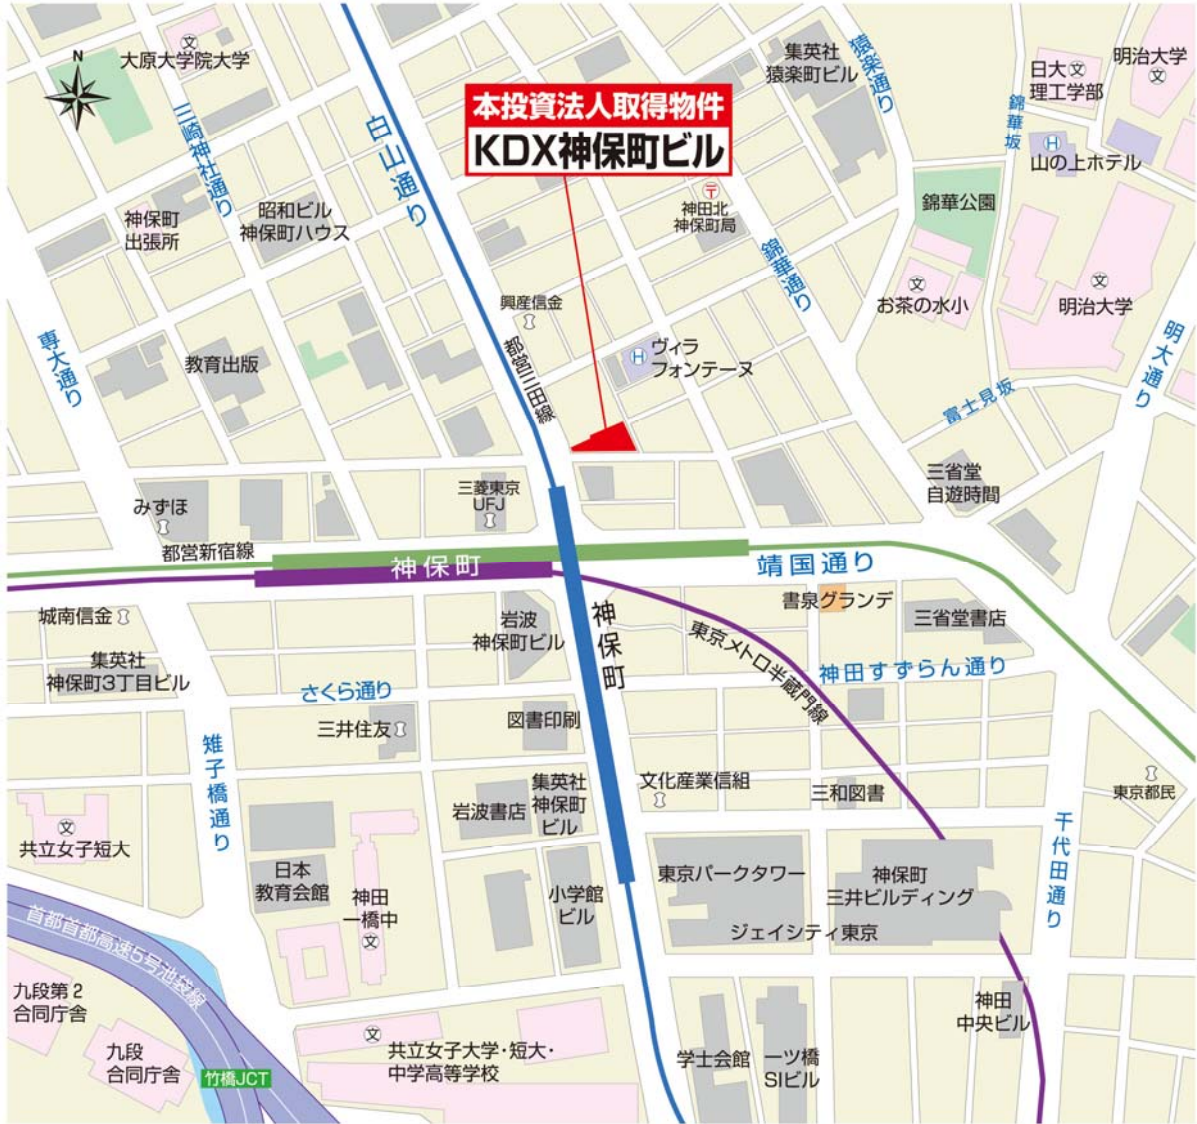 N
大原大学院大学
三崎神社通り
白山通り
本投資法人取得物件
KDX神保町ビル
集英社
猿楽町ビル
猿楽通り
日大
理工学部
明治大学
錦華坂
山の上ホテル
神保町
出張所
昭和ビル
神保町ハウス
神田北
神保町局
錦華公園
錦華通り
お茶の水小
明治大学
興産信金
専大通り
教育出版
都営三田線
ヴィラ
フォンテーヌ
明大通り
富士見坂
三省堂
自遊時間
みずほ
三菱東京
UFJ
都営新宿線
神保町
靖国通り
城南信金
岩波
神保町ビル
神保町
書泉グランデ
三省堂書店
集英社
神保町3丁目ビル
東京メトロ半蔵門線
神田すずらん通り
さくら通り
三井住友
図書印刷
雉子橋通り
岩波書店
集英社
神保町
ビル
文化産業信組
三和図書
東京都民
共立女子短大
千代田通り
日本
教育会館
神田
一橋中
小学館
ビル
東京パークタワー
神保町
三井ビルディング
ジェイシティ東京
首都首都高速5号池袋線
九段第2
合同庁舎
神田
中央ビル
九段
合同庁舎
竹橋JCT
共立女子大学・短大・
中学高等学校
学士会館
一ツ橋
SIビル